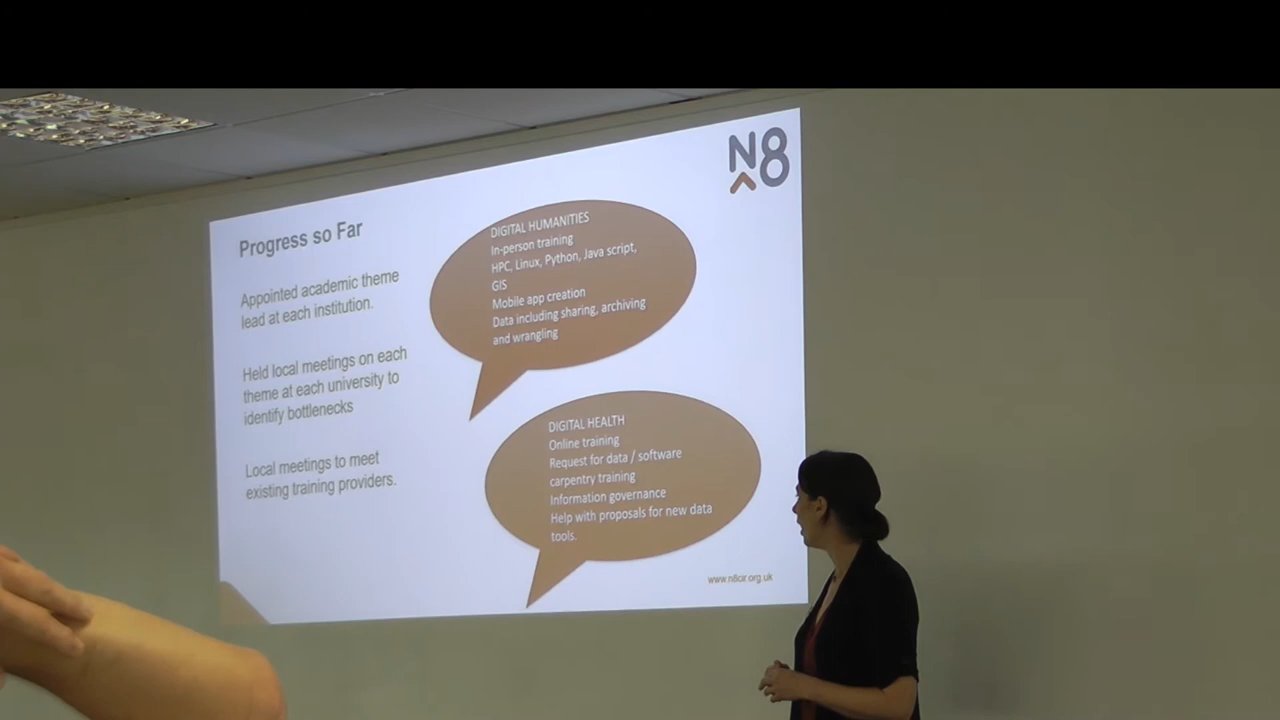 N8
Progress so Far
Appointed academic theme
lead at each institution.
Held local meetings on each
theme at each university to
identify bottlenecks
Local meetings to meet
existing training providers.
DIGITAL HUMANITIES
In-person training
HPC, Linux, Python, Java script,
GIS
Mobile app creation
Data including sharing, archiving
and wrangling
DIGITAL HEALTH
Online training
Request for data / software
carpentry training
Information governance
Help with proposals for new data
tools.
www.n8cir.org.uk